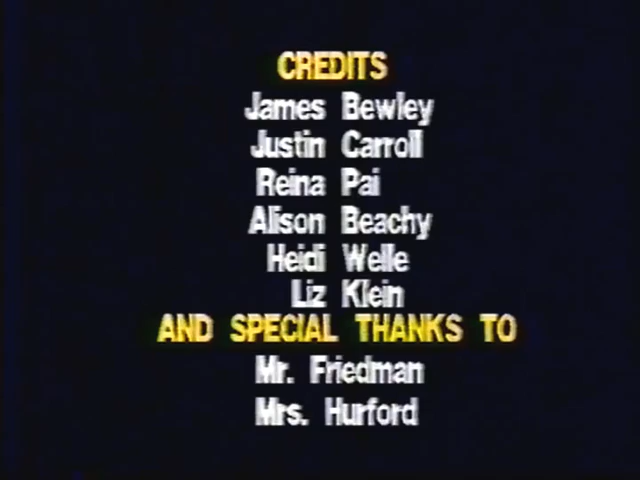 CREDITS
James Bewley
Justin Carroll
Reina Pai
Alison Beachy
Heidi Welle
Liz Klein
AND SPECIAL THANKS TO
Mr. Friedman
Mrs. Hurford